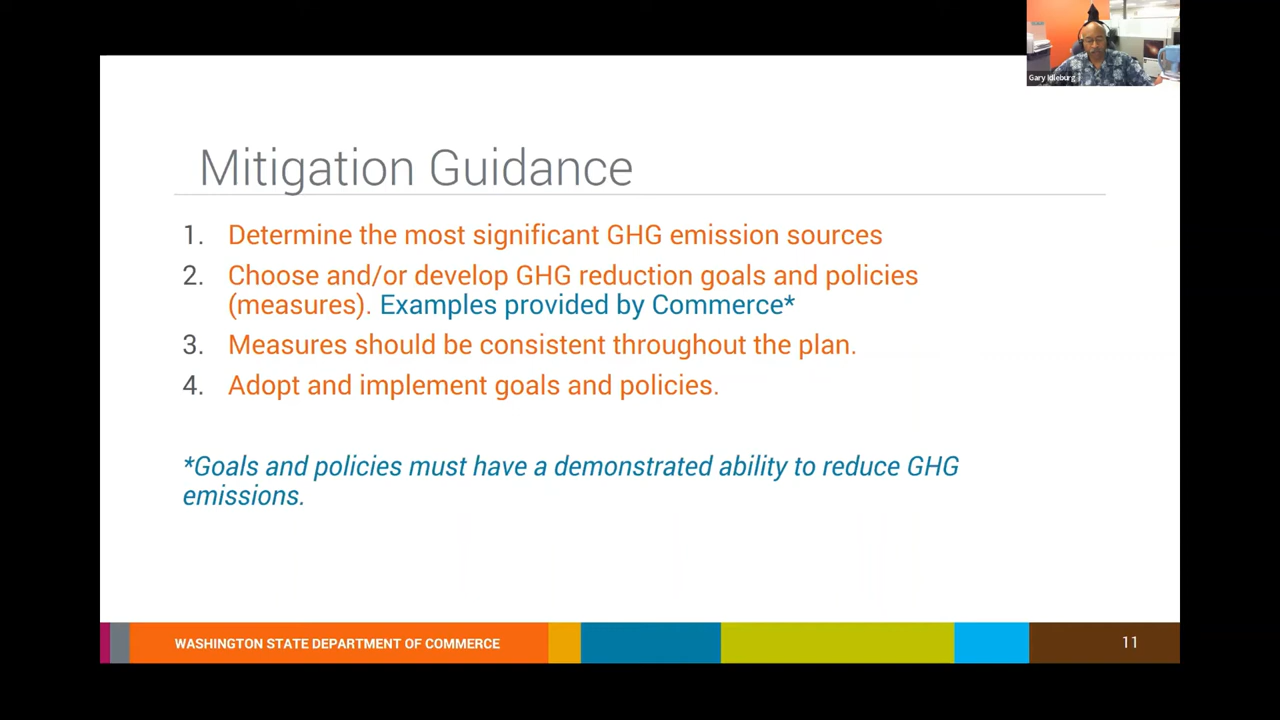 Gary Idleburg
Mitigation Guidance
1. Determine the most significant GHG emission sources
2. Choose and/or develop GHG reduction goals and policies
(measures). Examples provided by Commerce*
3. Measures should be consistent throughout the plan.
4. Adopt and implement goals and policies.
*Goals and policies must have a demonstrated ability to reduce GHG
emissions.
WASHINGTON STATE DEPARTMENT OF COMMERCE
11